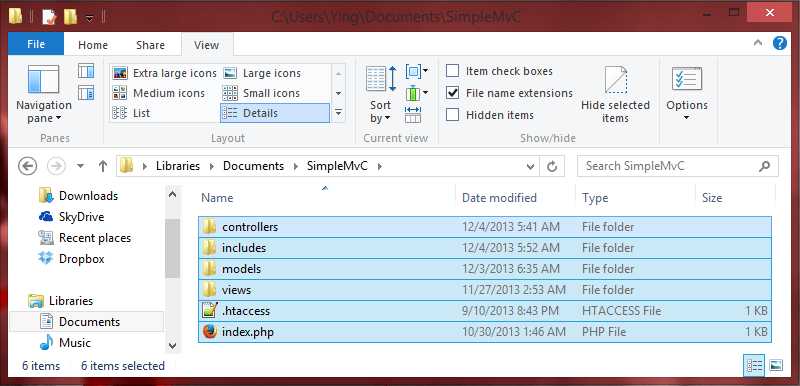 C:\Users\Ying\Documents\SimpleMvC
File Home Share View
Navigation pane
Panes
Extra large icons Large icons
Medium icons Small icons
List Details
Layout
Sort by
Current view
Item check boxes
File name extensions
Hidden items
Hide selected items
Show/hide
Options
Libraries Documents SimpleMvC
Search SimpleMvC
Downloads
SkyDrive
Recent places
Dropbox
Libraries
Documents
Music
Name Date modified Type Size
controllers 12/4/2013 5:41 AM File folder
includes 12/4/2013 5:52 AM File folder
models 12/3/2013 6:35 AM File folder
views 11/27/2013 2:53 AM File folder
.htaccess 9/10/2013 8:43 PM HTACCESS File 1 KB
index.php 10/30/2013 1:46 AM PHP File 1 KB
6 items 6 items selected